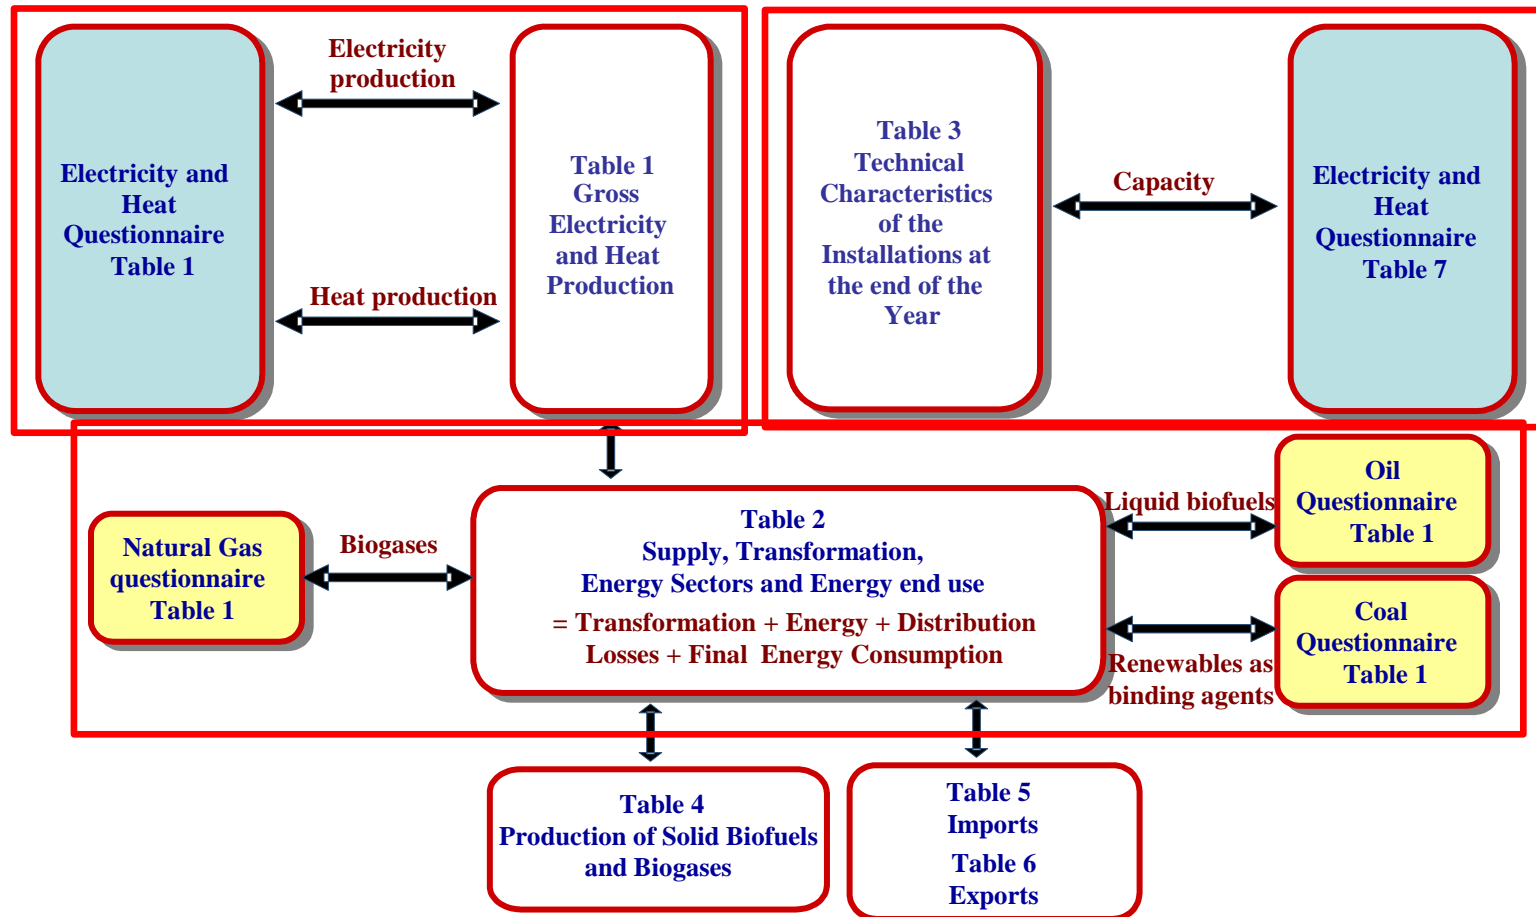 Electricity and
Heat
Questionnaire
Table 1
Electricity
production
Heat production
Table 1
Gross
Electricity
and Heat
Production
Table 3
Technical
Characteristics
of the
Installations at
the end of the
Year
Capacity
Electricity and
Heat
Questionnaire
Table 7
Natural Gas
questionnaire
Table 1
Biogases
Table 2
Supply, Transformation,
Energy Sectors and Energy end use
= Transformation + Energy + Distribution
Losses + Final Energy Consumption
Liquid biofuels
Oil
Questionnaire
Table 1
Renewables as
binding agents
Coal
Questionnaire
Table 1
Table 4
Production of Solid Biofuels
and Biogases
Table 5
Imports
Table 6
Exports